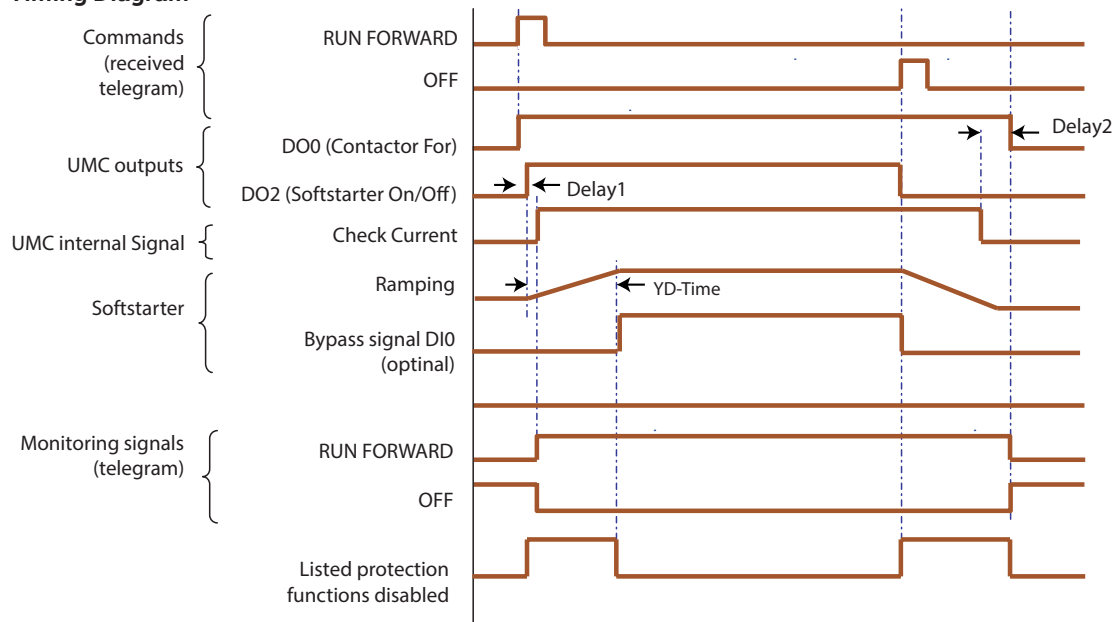 Timing Diagram
Commands
(received
telegram)
RUN FORWARD
OFF
UMC outputs
DO0 (Contactor For)
Delay2
DO2 (Softstarter On/Off)
Delay1
UMC internal Signal
Check Current
Softstarter
Ramping
YD-Time
Bypass signal DI0
(optinal)
Monitoring signals
(telegram)
RUN FORWARD
OFF
Listed protection
functions disabled